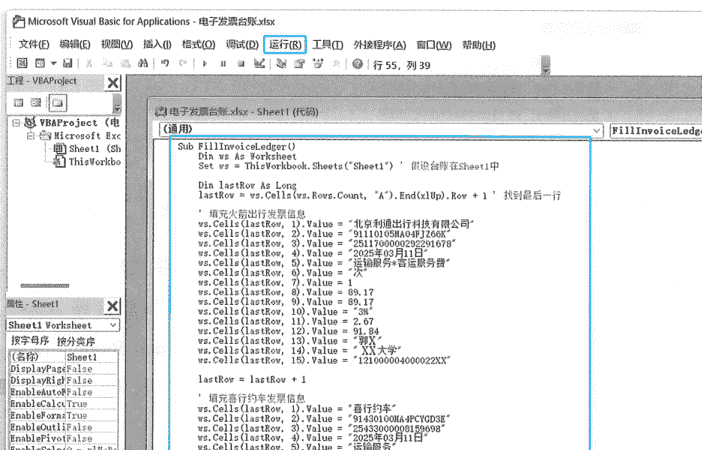 Microsoft Visual Basic for Applications - 电子发票台账.xlsx
文件(F) 编辑(E) 视图(V) 插入(I) 格式(O) 调试(D) 运行(R) 工具(T) 外接程序(A) 窗口(W) 帮助(H)
行 55, 列 39
工程 - VBAProject
VBAProject (电
Microsoft Exc
Sheet1 (Sh
ThisWorkbo
电子发票台账.xlsx - Sheet1 (代码)
(通用)
FillInvoiceLedg
Sub FillInvoiceLedger()
Dim ws As Worksheet
Set ws = ThisWorkbook.Sheets("Sheet1") ' 假设台账在Sheet1中
Dim lastRow As Long
lastRow = ws.Cells(ws.Rows.Count, "A").End(xlUp).Row + 1 ' 找到最后一行
' 填充火箭出行发票信息
ws.Cells(lastRow, 1).Value = "北京利通出行科技有限公司"
ws.Cells(lastRow, 2).Value = "91110105MA04FJZ66K"
ws.Cells(lastRow, 3).Value = "2511700000292291678"
ws.Cells(lastRow, 4).Value = "2025年03月11日"
ws.Cells(lastRow, 5).Value = "运输服务*客运服务费"
ws.Cells(lastRow, 6).Value = "次"
ws.Cells(lastRow, 7).Value = 1
ws.Cells(lastRow, 8).Value = 89.17
ws.Cells(lastRow, 9).Value = 89.17
ws.Cells(lastRow, 10).Value = "3%"
ws.Cells(lastRow, 11).Value = 2.67
ws.Cells(lastRow, 12).Value = 91.84
ws.Cells(lastRow, 13).Value = "郭X"
ws.Cells(lastRow, 14).Value = " XX大学"
ws.Cells(lastRow, 15).Value = "121000004000022XX"
lastRow = lastRow + 1
' 填充喜行约车发票信息
ws.Cells(lastRow, 1).Value = "喜行约车"
ws.Cells(lastRow, 2).Value = "91430100MA4PCYGD3E"
ws.Cells(lastRow, 3).Value = "25433000008159698"
ws.Cells(lastRow, 4).Value = "2025年03月11日"
ws.Cells(lastRow, 5).Value = "运输服务"
属性 - Sheet1
Sheet1 Worksheet
按字母序 按分类序
(名称) Sheet1
DisplayPage False
DisplayRigh False
EnableAutoF False
EnableCalcu True
EnableForma True
EnableOutli False
EnablePivot False